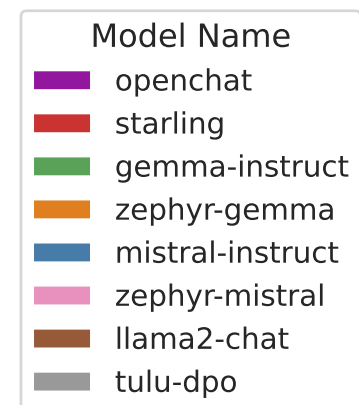 Model Name
openchat
starling
gemma-instruct
zephyr-gemma
mistral-instruct
zephyr-mistral
llama2-chat
tulu-dpo